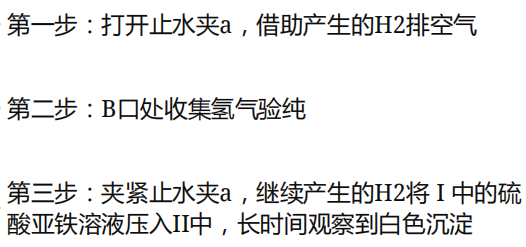 第一步：打开止水夹a，借助产生的H2排空气
第二步：B口处收集氢气验纯
第三步：夹紧止水夹a，继续产生的H2将 I 中的硫
酸亚铁溶液压入II中，长时间观察到白色沉淀